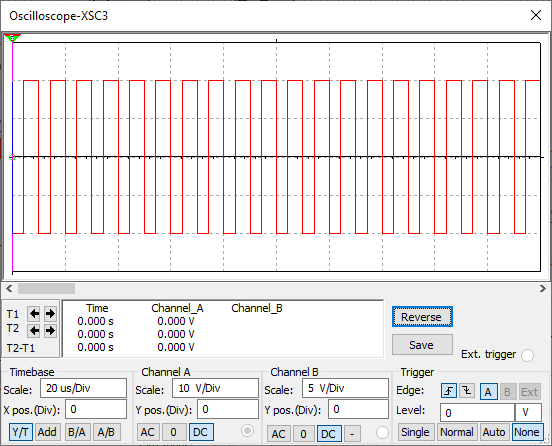 Oscilloscope-XSC3
T1
T2
T2-T1
Time Channel_A Channel_B
0.000 s 0.000 V
0.000 s 0.000 V
0.000 s 0.000 V
Reverse
Save
Ext. trigger
Timebase
Scale: 20 us/Div
X pos.(Div): 0
Y/T Add B/A A/B
Channel A
Scale: 10 V/Div
Y pos.(Div): 0
AC 0 DC
Channel B
Scale: 5 V/Div
Y pos.(Div): 0
AC 0 DC -
Trigger
Edge: A B Ext
Level: 0 V
Single Normal Auto None